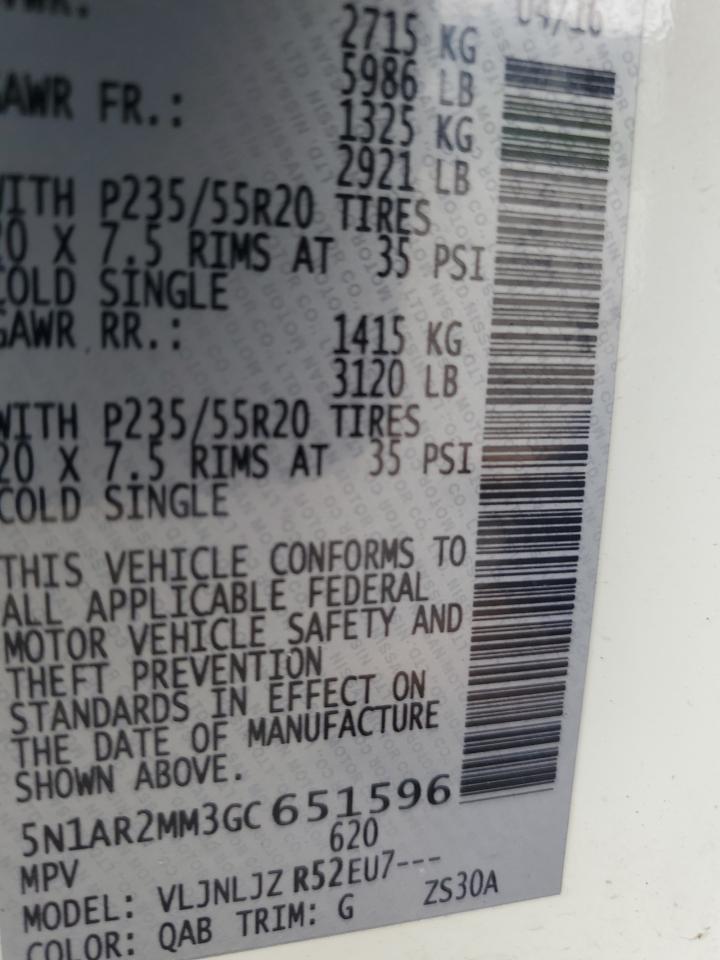 04/16
2715 KG
5986 LB
GAWR FR.: 1325 KG
2921 LB
WITH P235/55R20 TIRES
20 X 7.5 RIMS AT 35 PSI
COLD SINGLE
GAWR RR.: 1415 KG
3120 LB
WITH P235/55R20 TIRES
20 X 7.5 RIMS AT 35 PSI
COLD SINGLE
THIS VEHICLE CONFORMS TO
ALL APPLICABLE FEDERAL
MOTOR VEHICLE SAFETY AND
THEFT PREVENTION
STANDARDS IN EFFECT ON
THE DATE OF MANUFACTURE
SHOWN ABOVE.
5N1AR2MM3GC651596
MPV 620
MODEL: VLJNLJZ R52EU7---
COLOR: QAB TRIM: G ZS30A